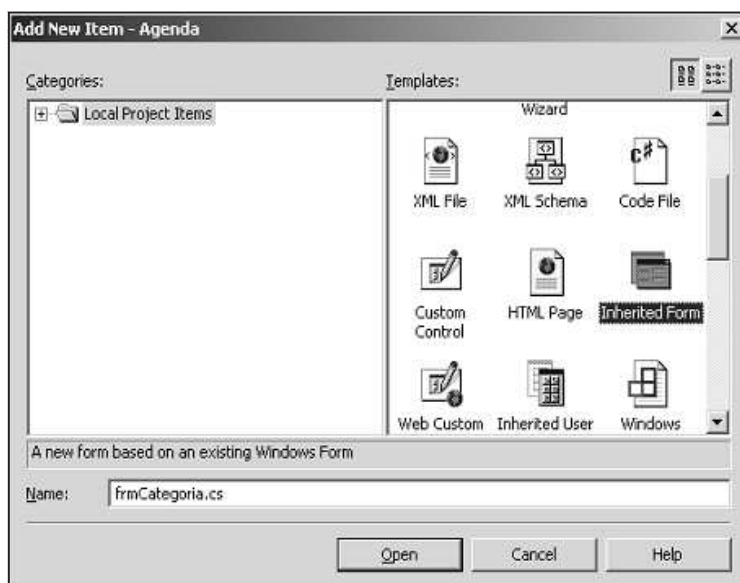 Add New Item - Agenda
Categories:
Templates:
Local Project Items
Wizard
XML File
XML Schema
Code File
C#
Custom Control
HTML Page
Inherited Form
Web Custom
Inherited User
Windows
A new form based on an existing Windows Form
Name:
frmCategoria.cs
Open
Cancel
Help